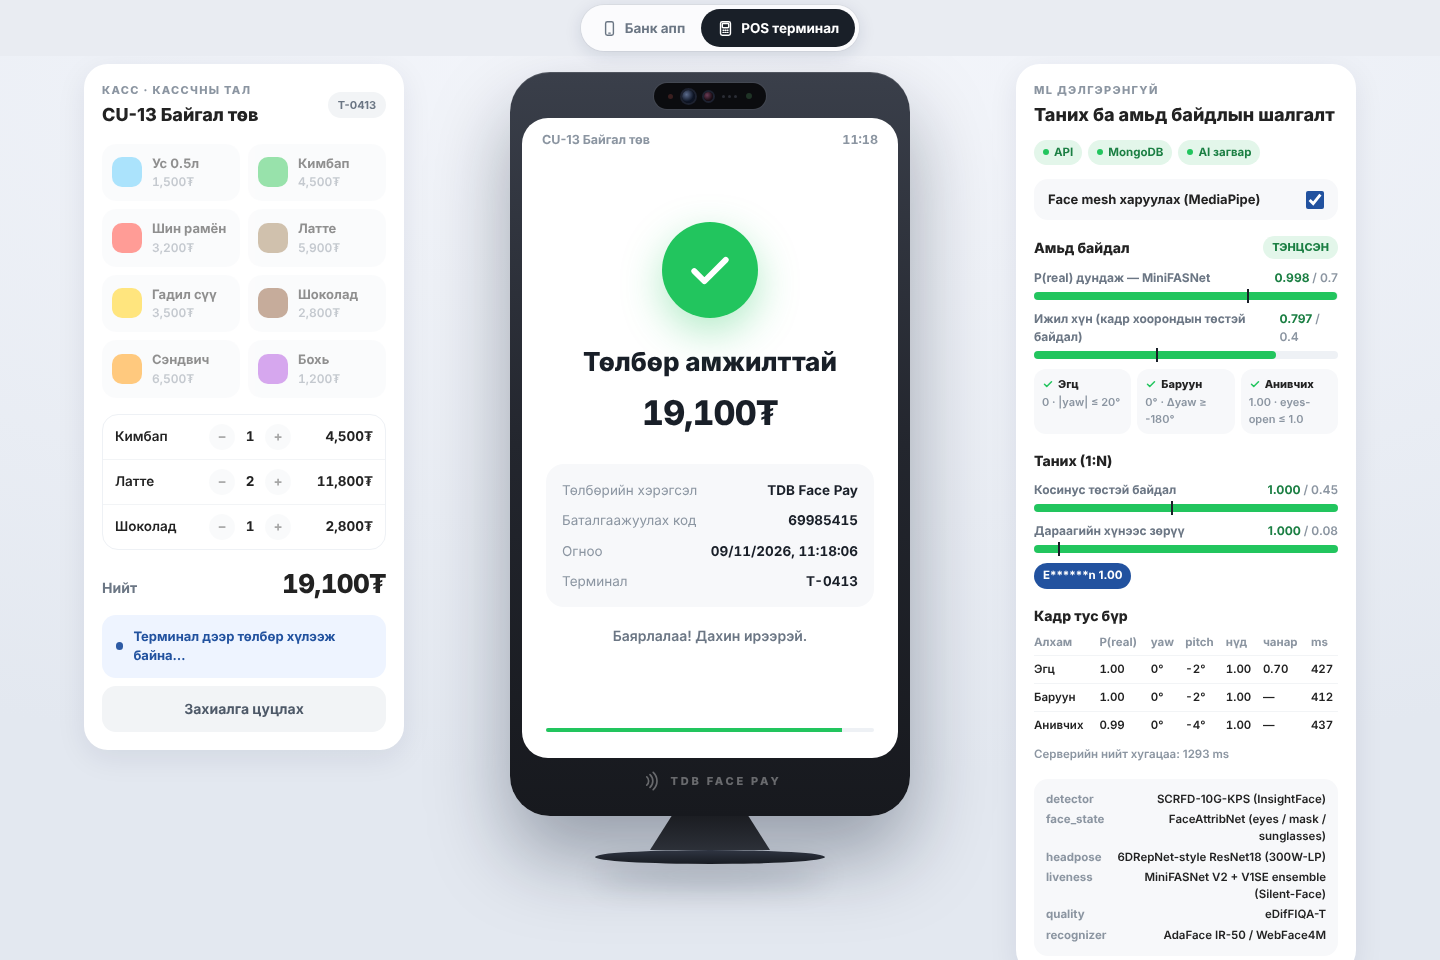 Банк апп
POS терминал
КАСС · КАССЧНЫ ТАЛ
CU-13 Байгал төв
T-0413
Ус 0.5л
1,500₮
Кимбап
4,500₮
Шин рамён
3,200₮
Латте
5,900₮
Гадил сүү
3,500₮
Шоколад
2,800₮
Сэндвич
6,500₮
Бохь
1,200₮
Кимбап − 1 + 4,500₮
Латте − 2 + 11,800₮
Шоколад − 1 + 2,800₮
Нийт 19,100₮
Терминал дээр төлбөр хүлээж
байна...
Захиалга цуцлах
CU-13 Байгал төв 11:18
Төлбөр амжилттай
19,100₮
Төлбөрийн хэрэгсэл TDB Face Pay
Баталгаажуулах код 69985415
Огноо 09/11/2026, 11:18:06
Терминал T-0413
Баярлалаа! Дахин ирээрэй.
TDB FACE PAY
ML ДЭЛГЭРЭНГҮЙ
Таних ба амьд байдлын шалгалт
API
MongoDB
AI загвар
Face mesh харуулах (MediaPipe)
Амьд байдал ТЭНЦСЭН
P(real) дундаж — MiniFASNet 0.998 / 0.7
Ижил хүн (кадр хоорондын төстэй 0.797 /
байдал) 0.4
Эгц
0 · |yaw| ≤ 20°
Баруун
0° · Δyaw ≥
-180°
Анивчих
1.00 · eyes-
open ≤ 1.0
Таних (1:N)
Косинус төстэй байдал 1.000 / 0.45
Дараагийн хүнээс зөрүү 1.000 / 0.08
E******n 1.00
Кадр тус бүр
Алхам P(real) yaw pitch нүд чанар ms
Эгц 1.00 0° -2° 1.00 0.70 427
Баруун 1.00 0° -2° 1.00 — 412
Анивчих 0.99 0° -4° 1.00 — 437
Серверийн нийт хугацаа: 1293 ms
detector SCRFD-10G-KPS (InsightFace)
face_state FaceAttribNet (eyes / mask /
sunglasses)
headpose 6DRepNet-style ResNet18 (300W-LP)
liveness MiniFASNet V2 + V1SE ensemble
(Silent-Face)
quality eDifFIQA-T
recognizer AdaFace IR-50 / WebFace4M